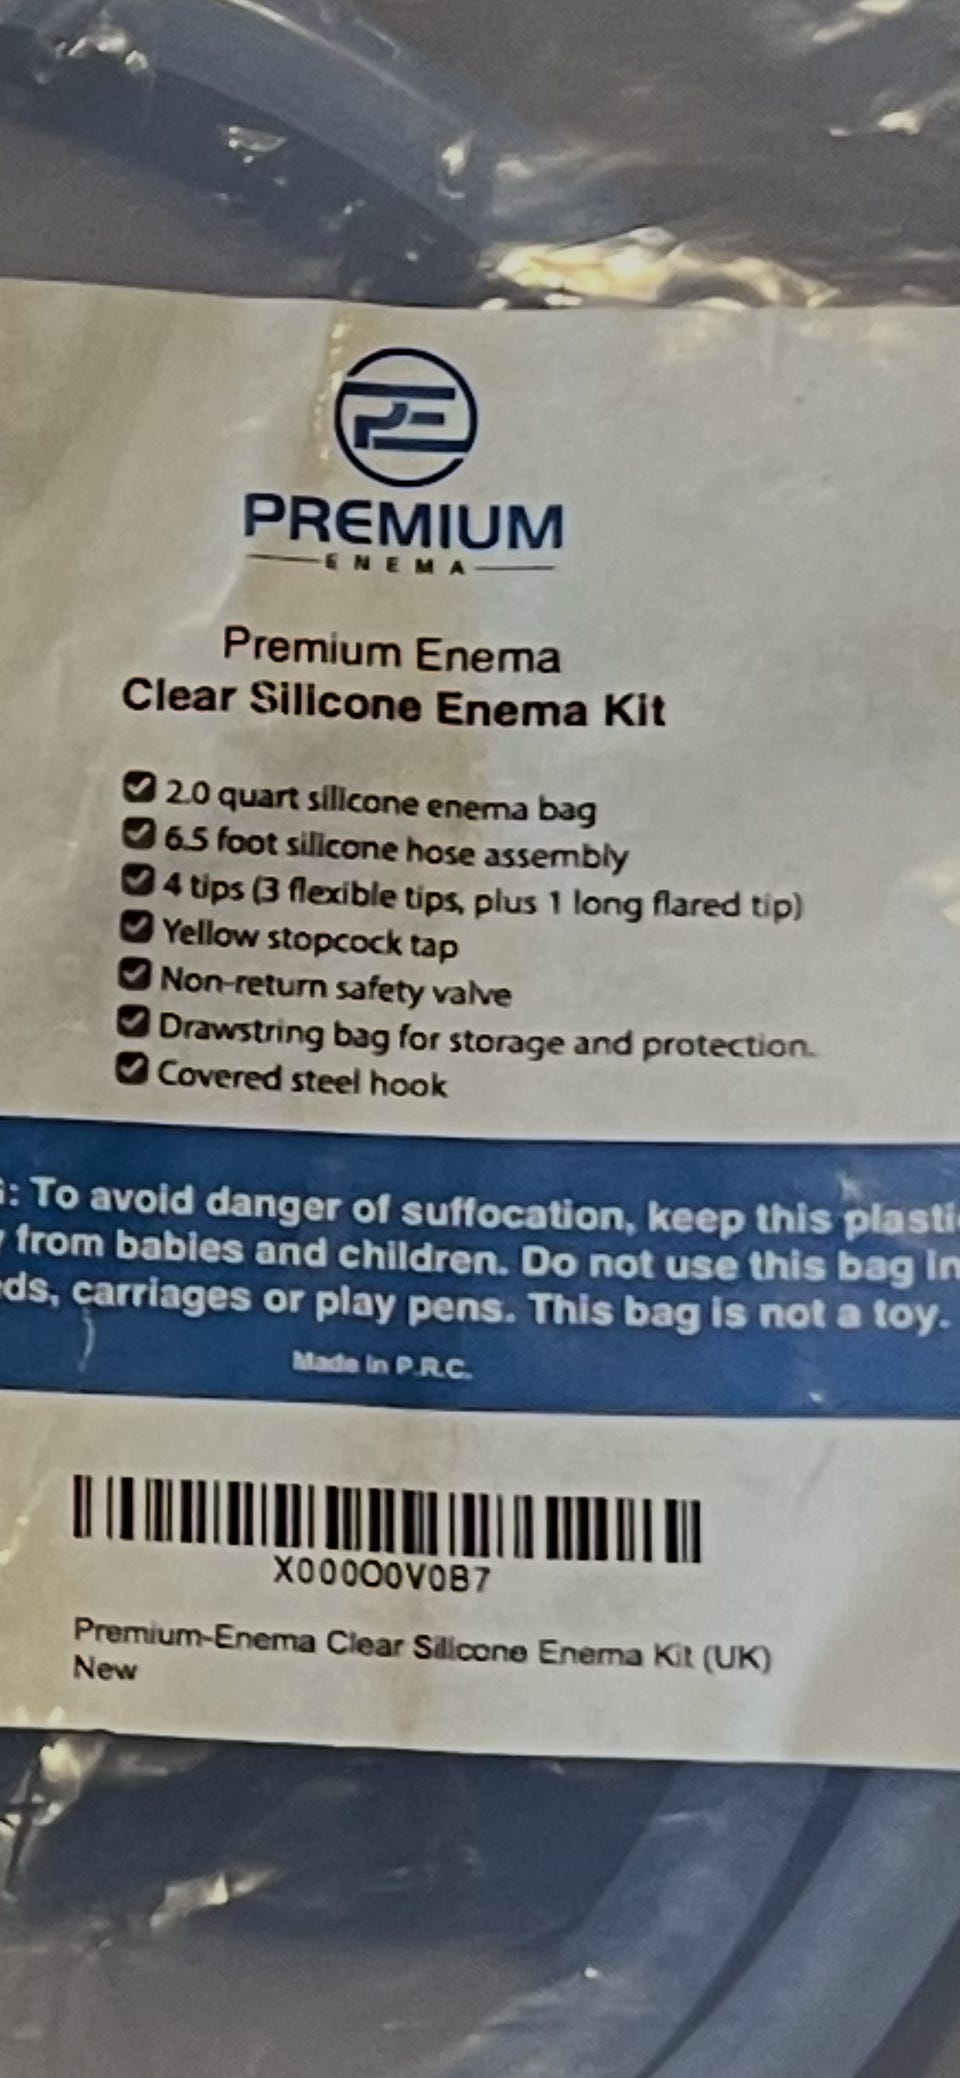 PE
PREMIUM
ENEMA
Premium Enema
Clear Silicone Enema Kit
2.0 quart silicone enema bag
6.5 foot silicone hose assembly
4 tips (3 flexible tips, plus 1 long flared tip)
Yellow stopcock tap
Non-return safety valve
Drawstring bag for storage and protection.
Covered steel hook
: To avoid danger of suffocation, keep this plasti
from babies and children. Do not use this bag in
ds, carriages or play pens. This bag is not a toy.
Made in P.R.C.
X000O0V0B7
Premium-Enema Clear Silicone Enema Kit (UK)
New